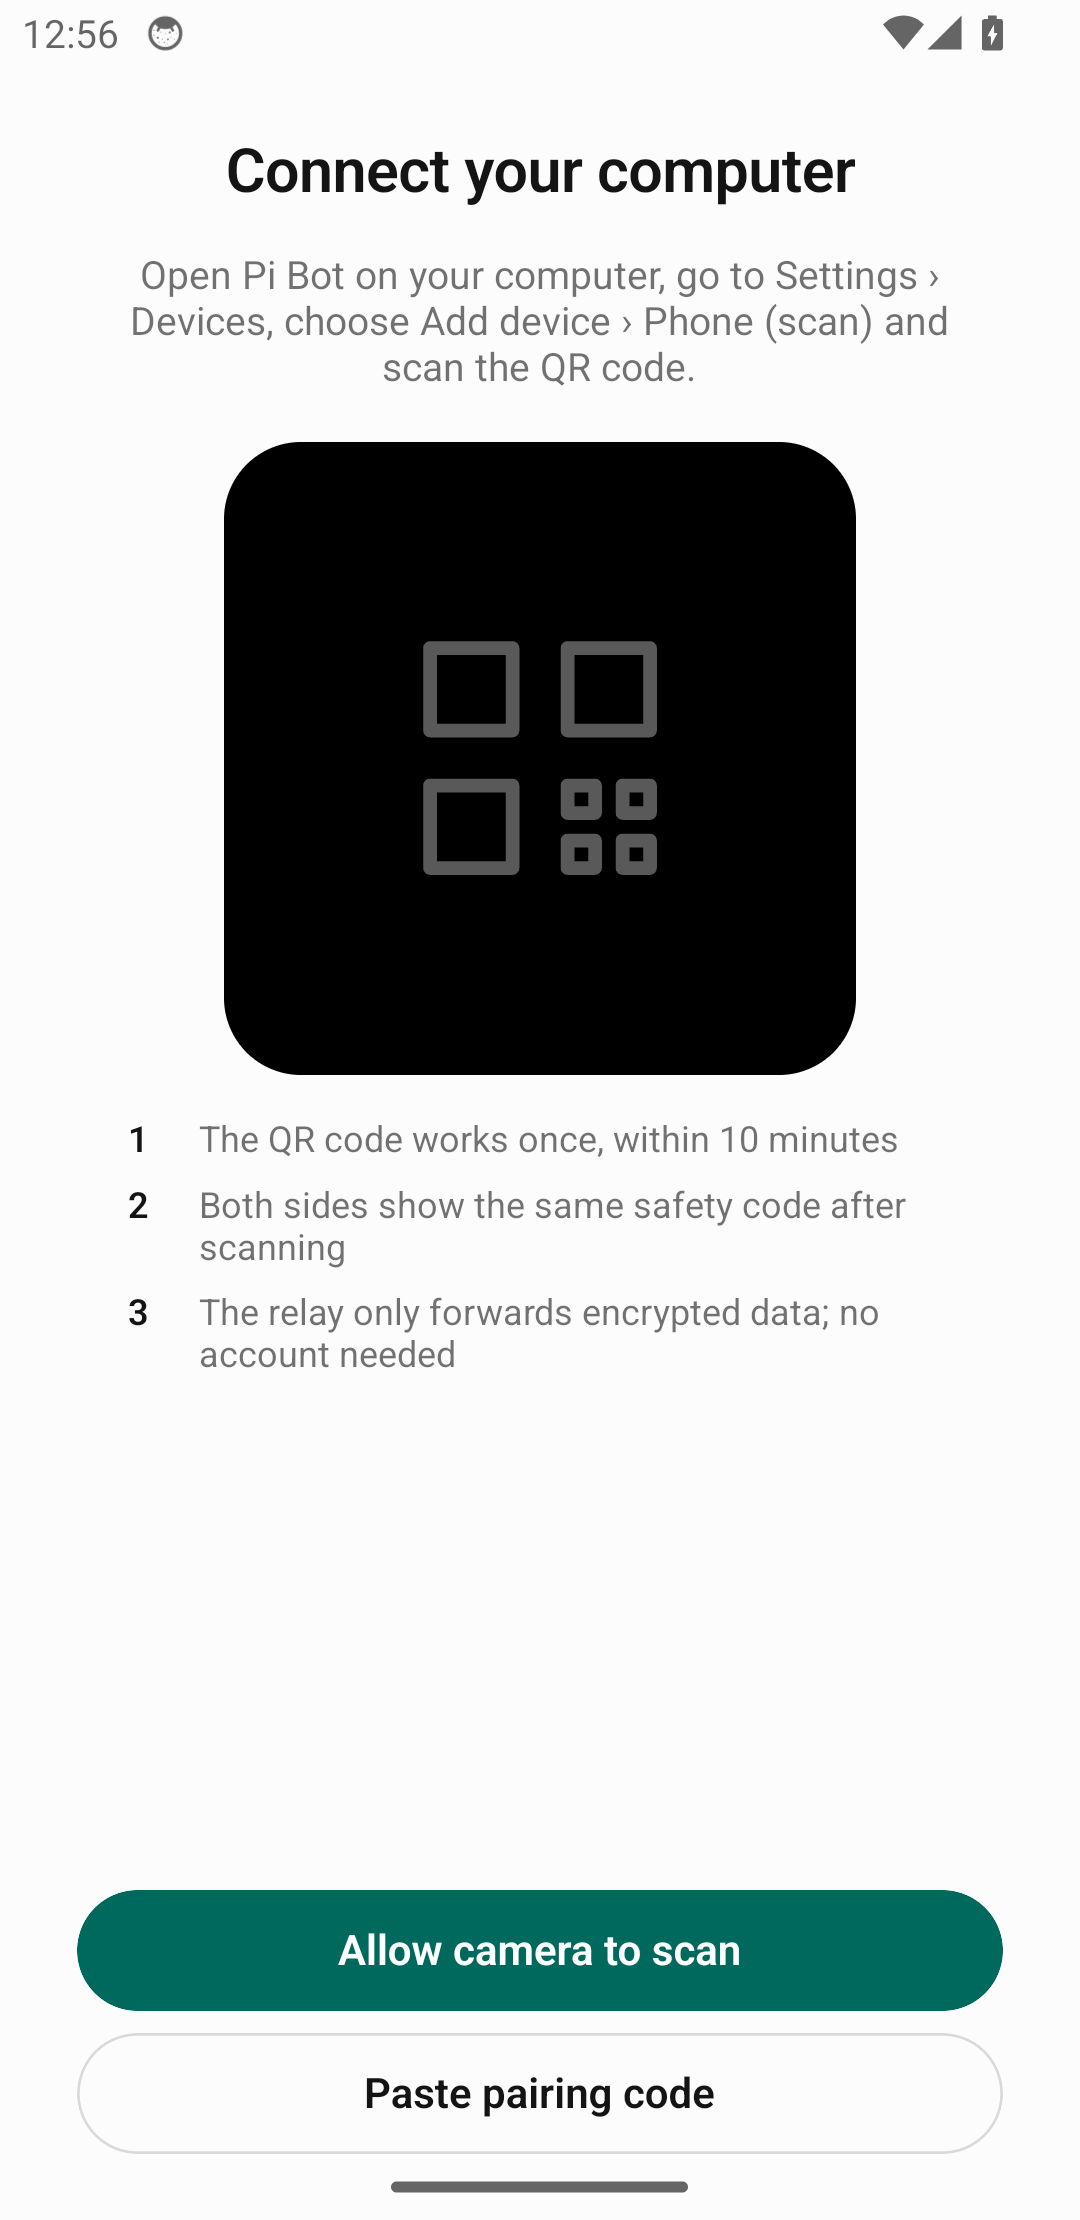 12:56
Connect your computer
Open Pi Bot on your computer, go to Settings ›
Devices, choose Add device › Phone (scan) and
scan the QR code.
1 The QR code works once, within 10 minutes
2 Both sides show the same safety code after
scanning
3 The relay only forwards encrypted data; no
account needed
Allow camera to scan
Paste pairing code